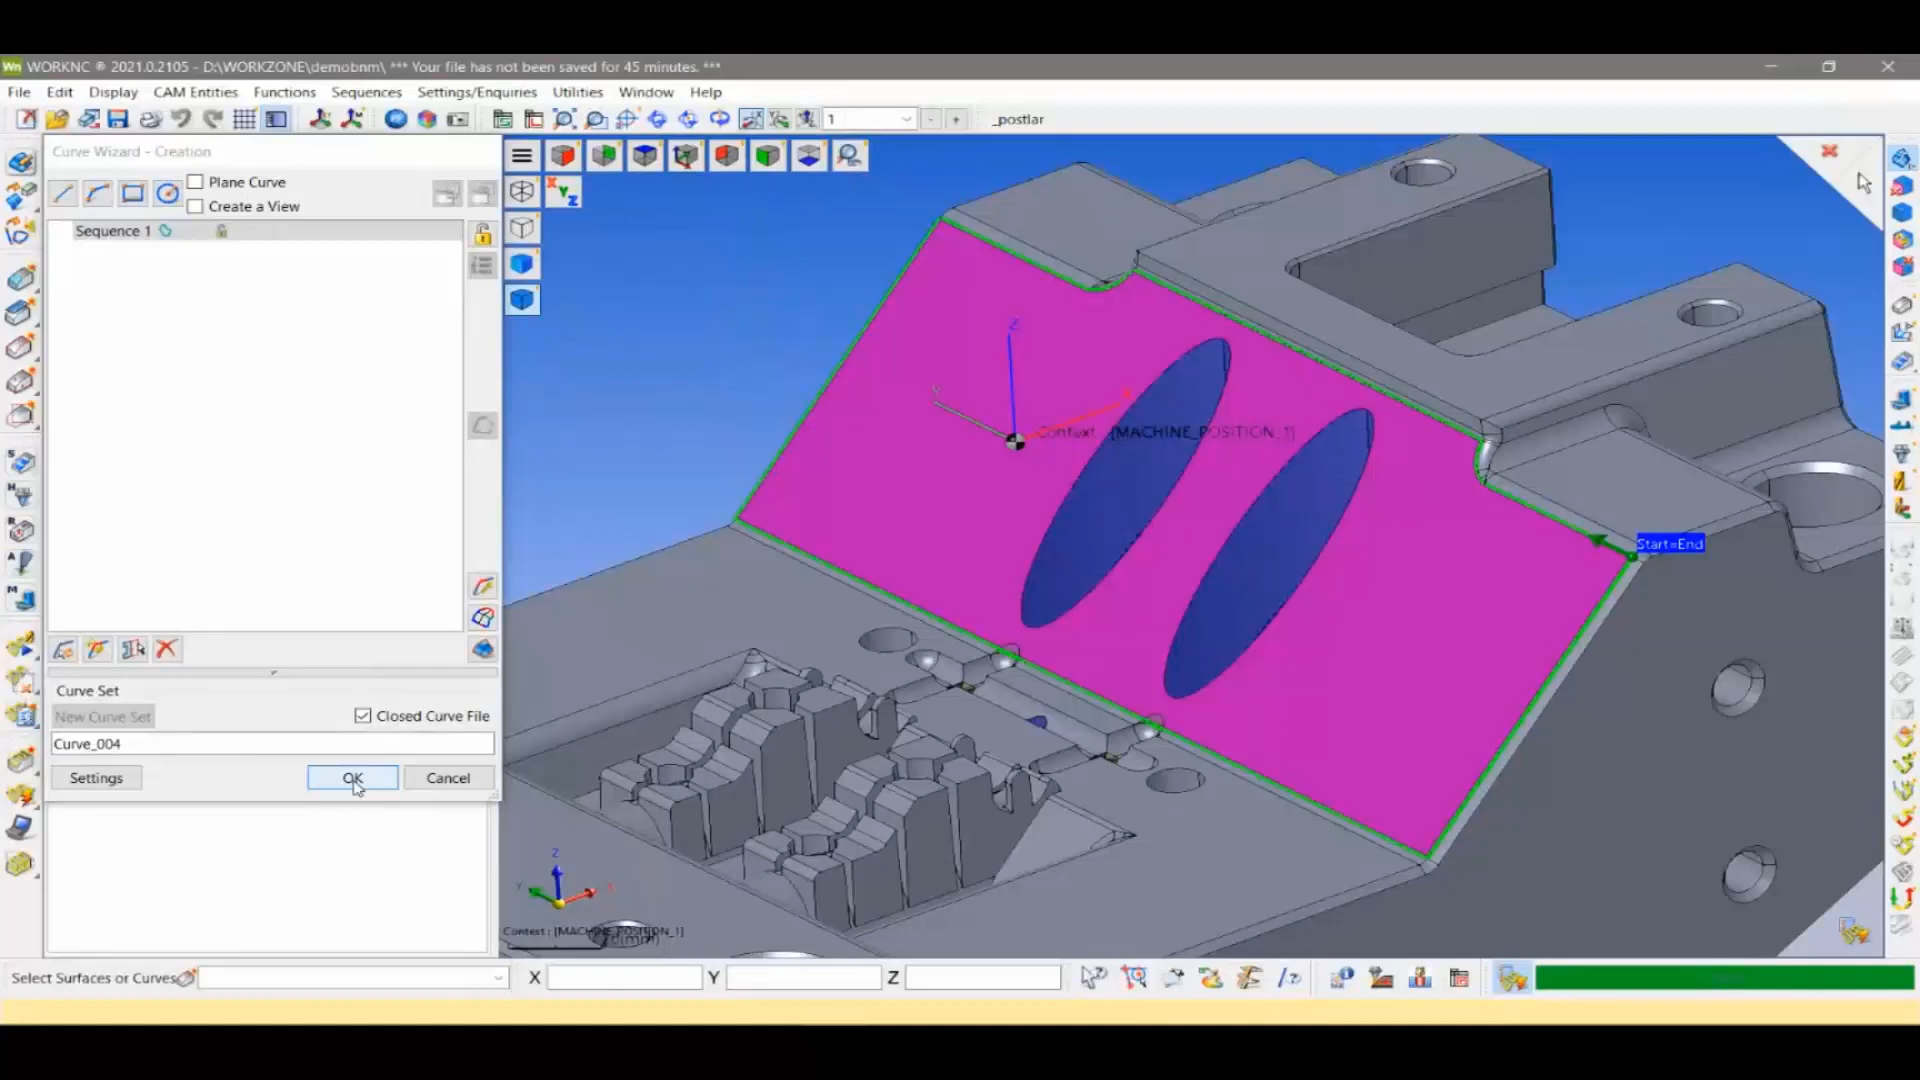 WORKNC ® 2021.0.2105 - D:\WORKZONE\demobnm\ *** Your file has not been saved for 45 minutes. ***
File Edit Display CAM Entities Functions Sequences Settings/Enquiries Utilities Window Help
1 - + _postlar
Curve Wizard - Creation
Plane Curve
Create a View
Sequence 1
Curve Set
New Curve Set
Closed Curve File
Curve_004
Settings OK Cancel
X
Y
Z
Z
Y
X
Context : [MACHINE_POSITION_1]
Start=End
Z
Y
X
Context : [MACHINE_POSITION_1]
S
H
R
A
M
Select Surfaces or Curves X Y Z